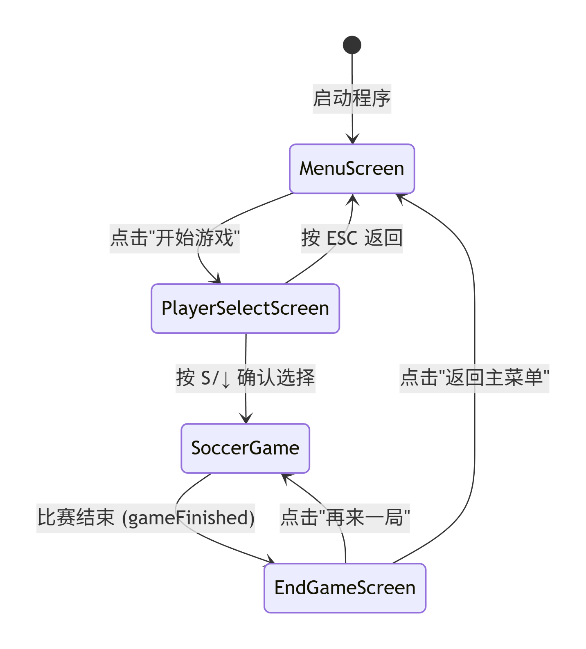 启动程序
MenuScreen
点击"开始游戏"
按 ESC 返回
PlayerSelectScreen
按 S/↓ 确认选择
点击"返回主菜单"
SoccerGame
比赛结束 (gameFinished)
点击"再来一局"
EndGameScreen